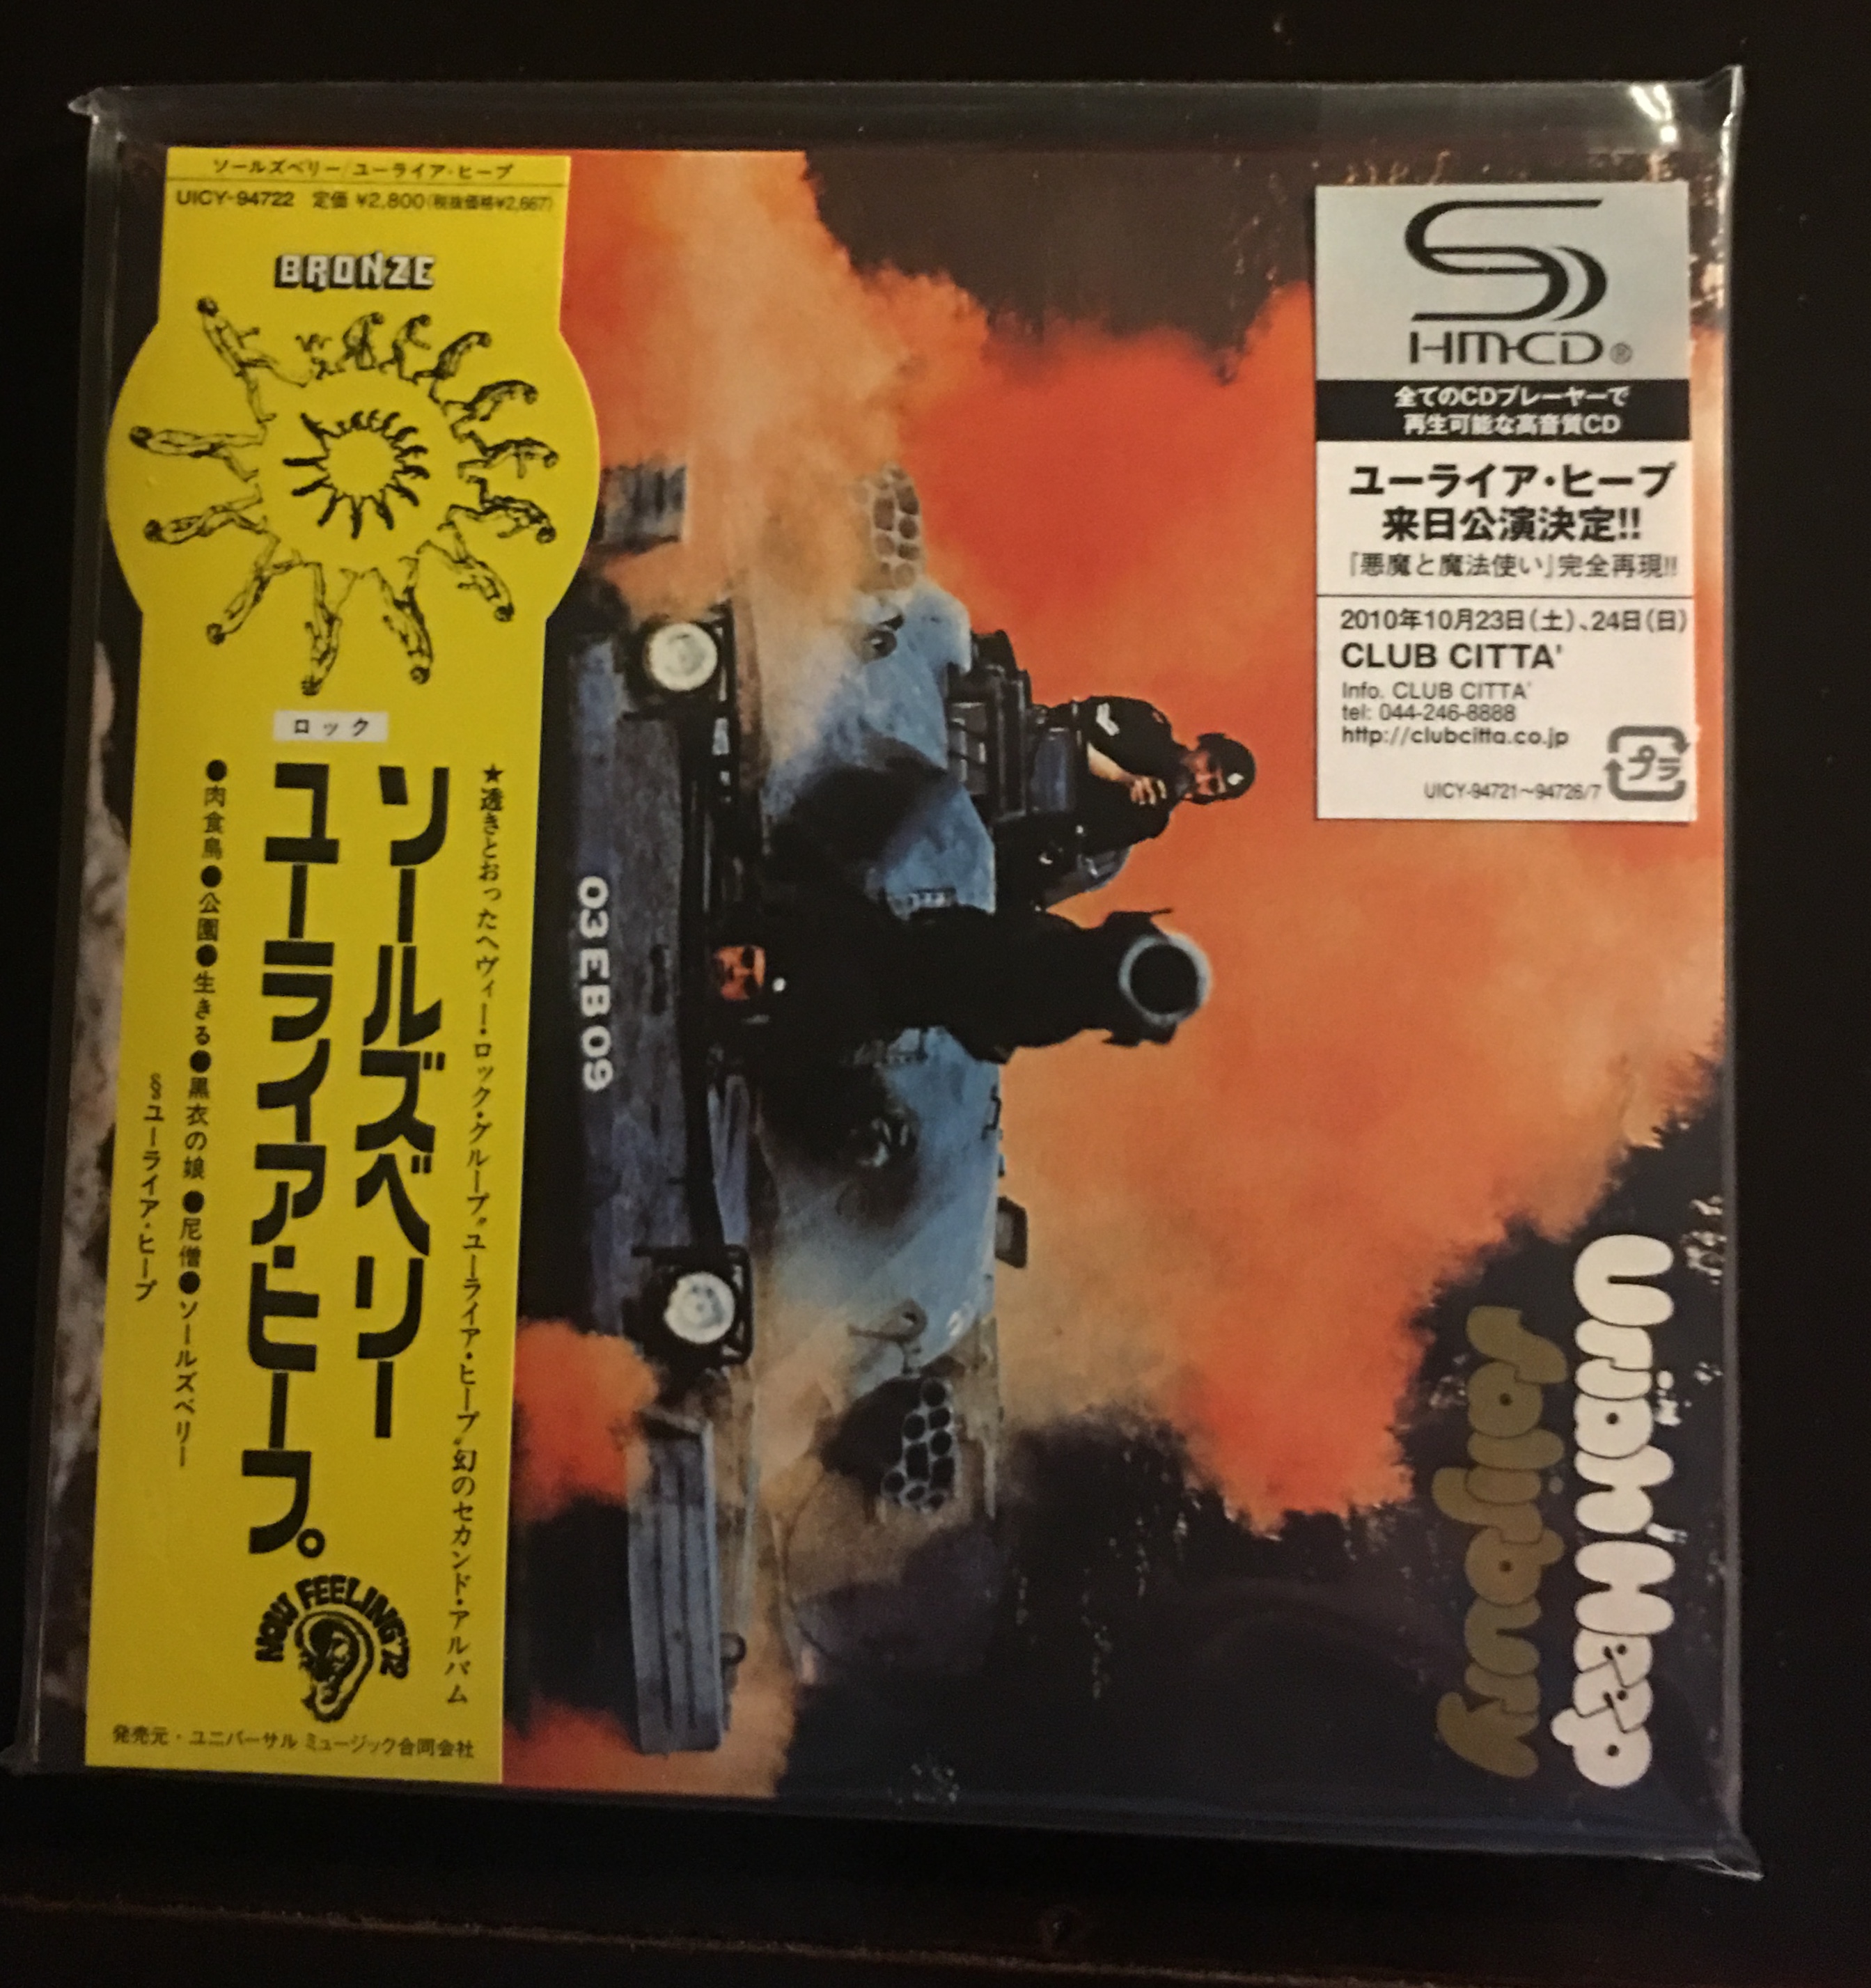 ソールズベリー/ユーライア・ヒープ
UICY-94722 定価 ¥2,800(税抜価格¥2,667)
BRONZE
ロック
★透きとおったヘヴィー・ロック・グループ〝ユーライア・ヒープ〟幻のセカンド・アルバム
ソールズベリー
ユーライア・ヒープ。
●肉食鳥●公園●生きる●黒衣の娘●尼僧●ソールズベリー
§ユーライア・ヒープ
NOW FEELING'72
発売元・ユニバーサル ミュージック合同会社
03EB09
SHM-CD®
全てのCDプレーヤーで
再生可能な高音質CD
ユーライア・ヒープ
来日公演決定!!
「悪魔と魔法使い」完全再現!!
2010年10月23日(土)、24日(日)
CLUB CITTA'
Info. CLUB CITTA'
tel: 044-246-8888
http://clubcitta.co.jp
プラ
UICY-94721～94726/7
Uriah Heep
Salisbury